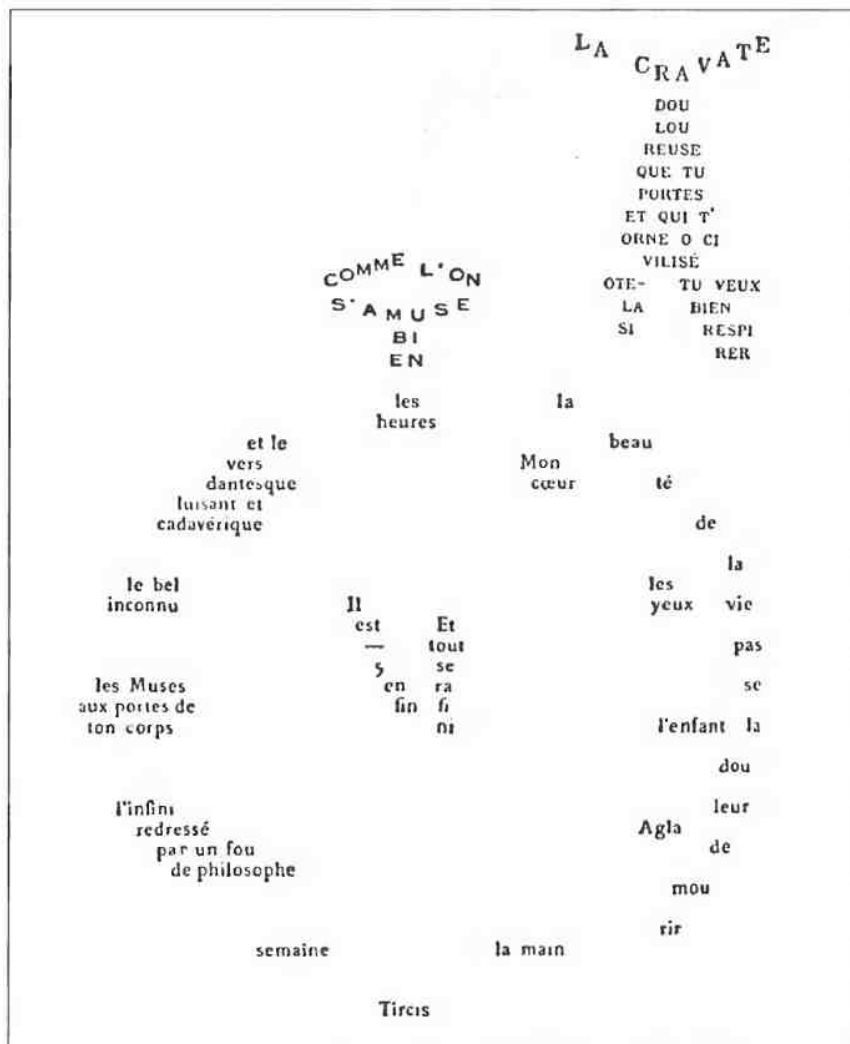 LA CRAVATE
DOU
LOU
REUSE
QUE TU
PORTES
ET QUI T'
ORNE O CI
VILISÉ
OTE- TU VEUX
LA BIEN
SI RESPI
RER
COMME L'ON
S'AMUSE
BI
EN
les
heures
et le
vers
dantesque
luisant et
cadavérique
le bel
inconnu
les Muses
aux portes de
ton corps
l'infini
redressé
par un fou
de philosophe
semaine
Tircis
la main
Agla
l'enfant
les
yeux
Mon
cœur
la
beau
té
de
la
vie
pas
se
la
dou
leur
de
mou
rir
Il
est
—
5
en
fin
Et
tout
se
ra
fi
ni